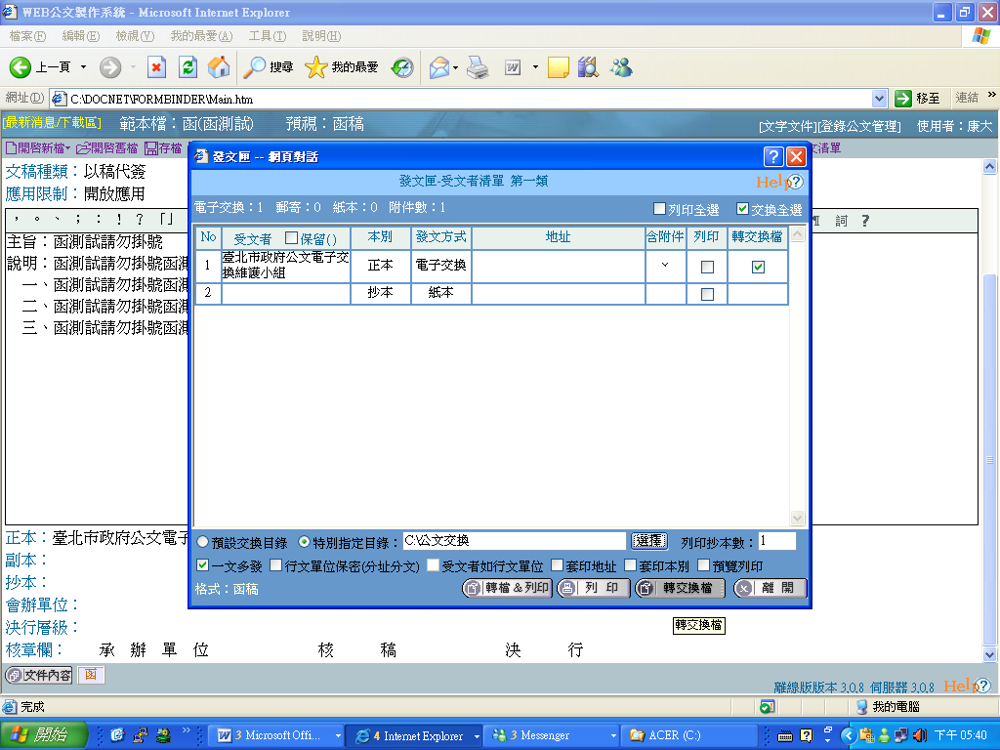 WEB公文製作系統 - Microsoft Internet Explorer
檔案(F) 編輯(E) 檢視(V) 我的最愛(A) 工具(T) 說明(H)
上一頁 搜尋 我的最愛
網址(D) C:\DOCNET\FORMBINDER\Main.htm 移至 連結 »
[最新消息/下載區] 範本檔：函(函測試) 預視：函稿 [文字文件][登錄公文管理] 使用者：康大
開啓新檔 開啓舊檔 存檔 文清單
文稿種類：以稿代簽
應用限制：開放應用
， 。 、 ； ： ！ ？ 「」 詞 ？
主旨：函測試請勿掛號
說明：函測試請勿掛號函測
一、函測試請勿掛號函測
二、函測試請勿掛號函測
三、函測試請勿掛號函測
發文匣 -- 網頁對話
發文匣-受文者清單 第一類 Help?
電子交換：1 郵寄：0 紙本：0 附件數：1 列印全選 交換全選
No 受文者 保留() 本別 發文方式 地址 含附件 列印 轉交換檔
1 臺北市政府公文電子交換維護小組 正本 電子交換
2 抄本 紙本
預設交換目錄 特別指定目錄： C:\公文交換 選擇 列印抄本數： 1
一文多發 行文單位保密(分址分文) 受文者如行文單位 套印地址 套印本別 預覽列印
格式：函稿 轉檔&列印 列 印 轉交換檔 離 開
轉交換檔
正本：臺北市政府公文電子
副本：
抄本：
會辦單位：
決行層級：
核章欄： 承 辦 單 位 核 稿 決 行
文件內容 函
離線版版本 3.0.8 伺服器 3.0.8 Help?
完成 我的電腦
開始 » 3 Microsoft Offi... 4 Internet Explorer 3 Messenger ACER (C:) 下午 05:40